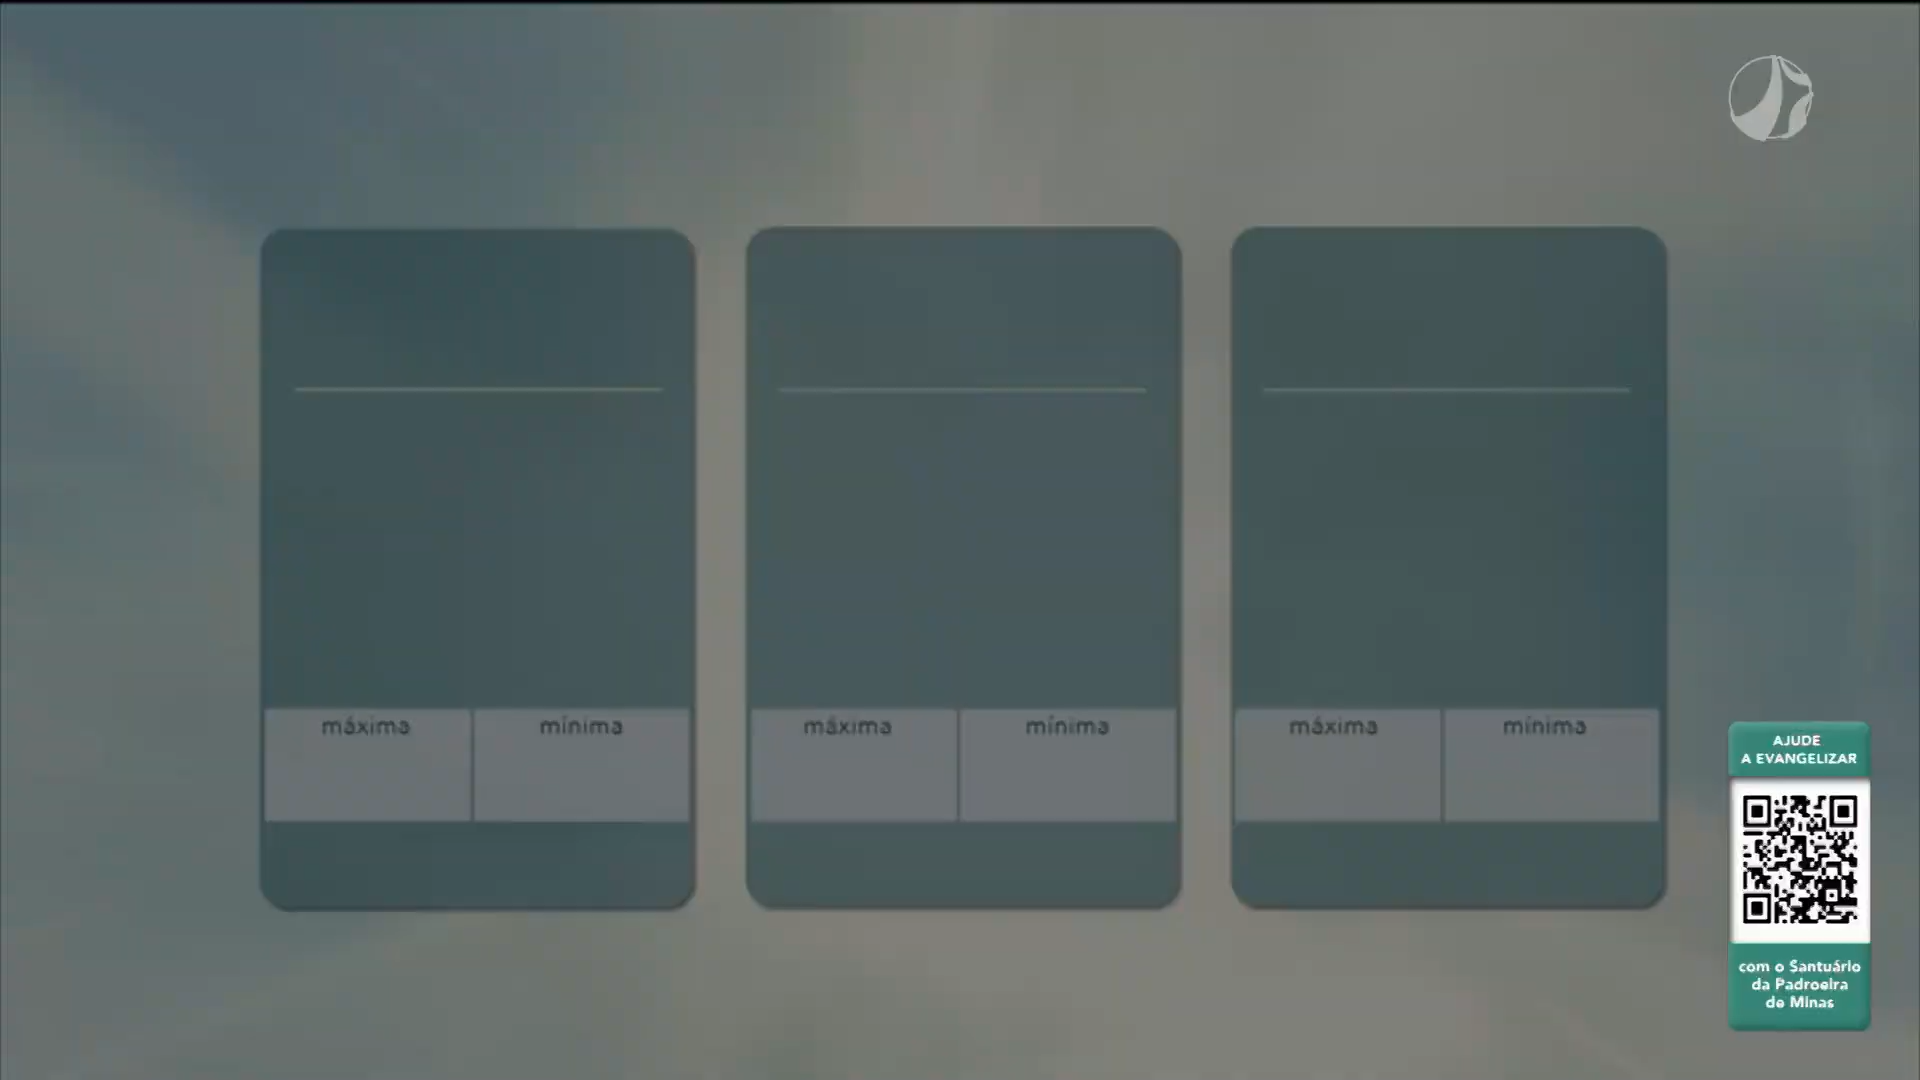 máxima mínima
máxima mínima
máxima mínima
AJUDE
A EVANGELIZAR
com o Santuário
da Padroeira
de Minas